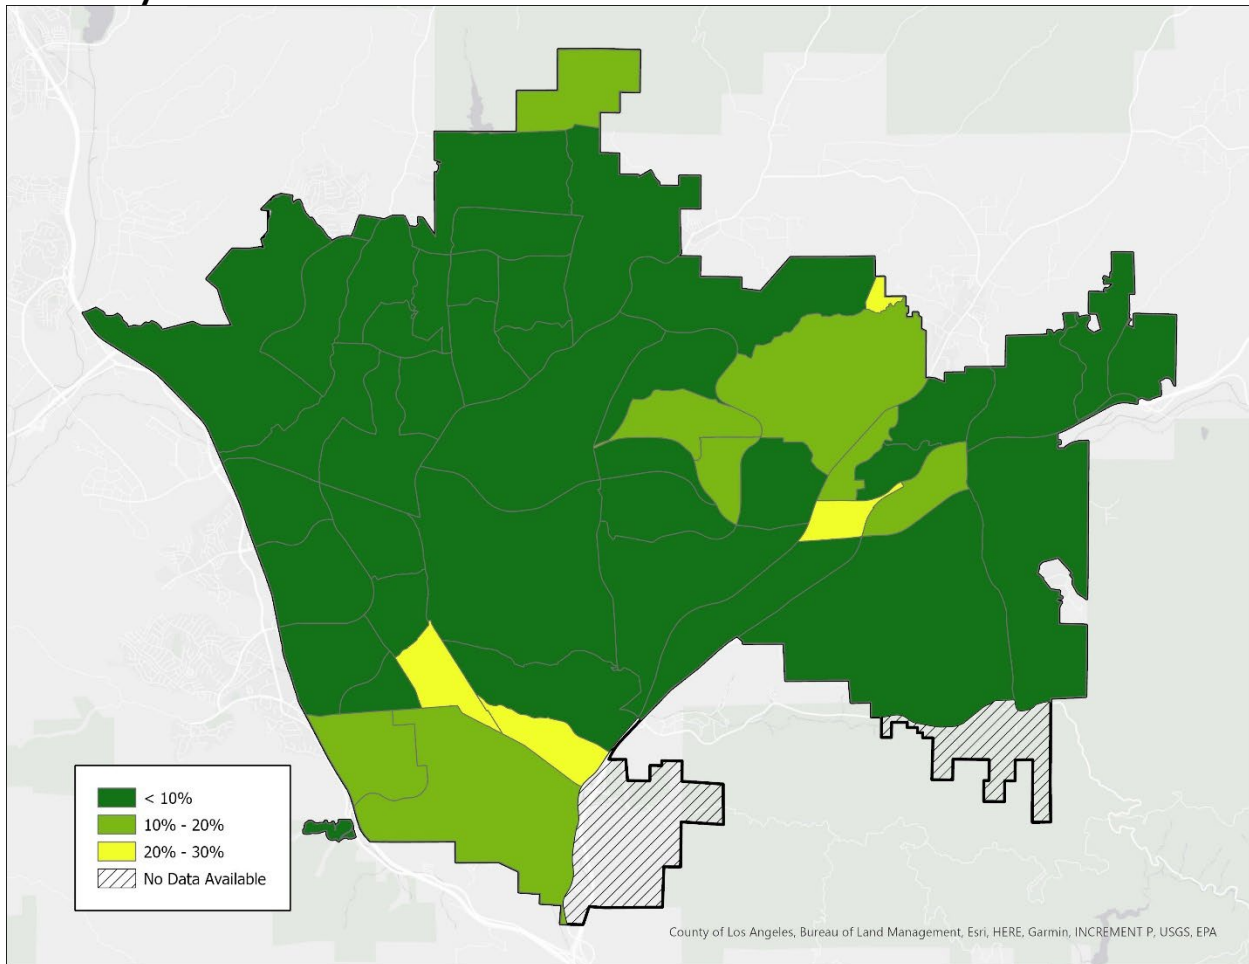 < 10%
10% - 20%
20% - 30%
No Data Available
County of Los Angeles, Bureau of Land Management, Esri, HERE, Garmin, INCREMENT P, USGS, EPA